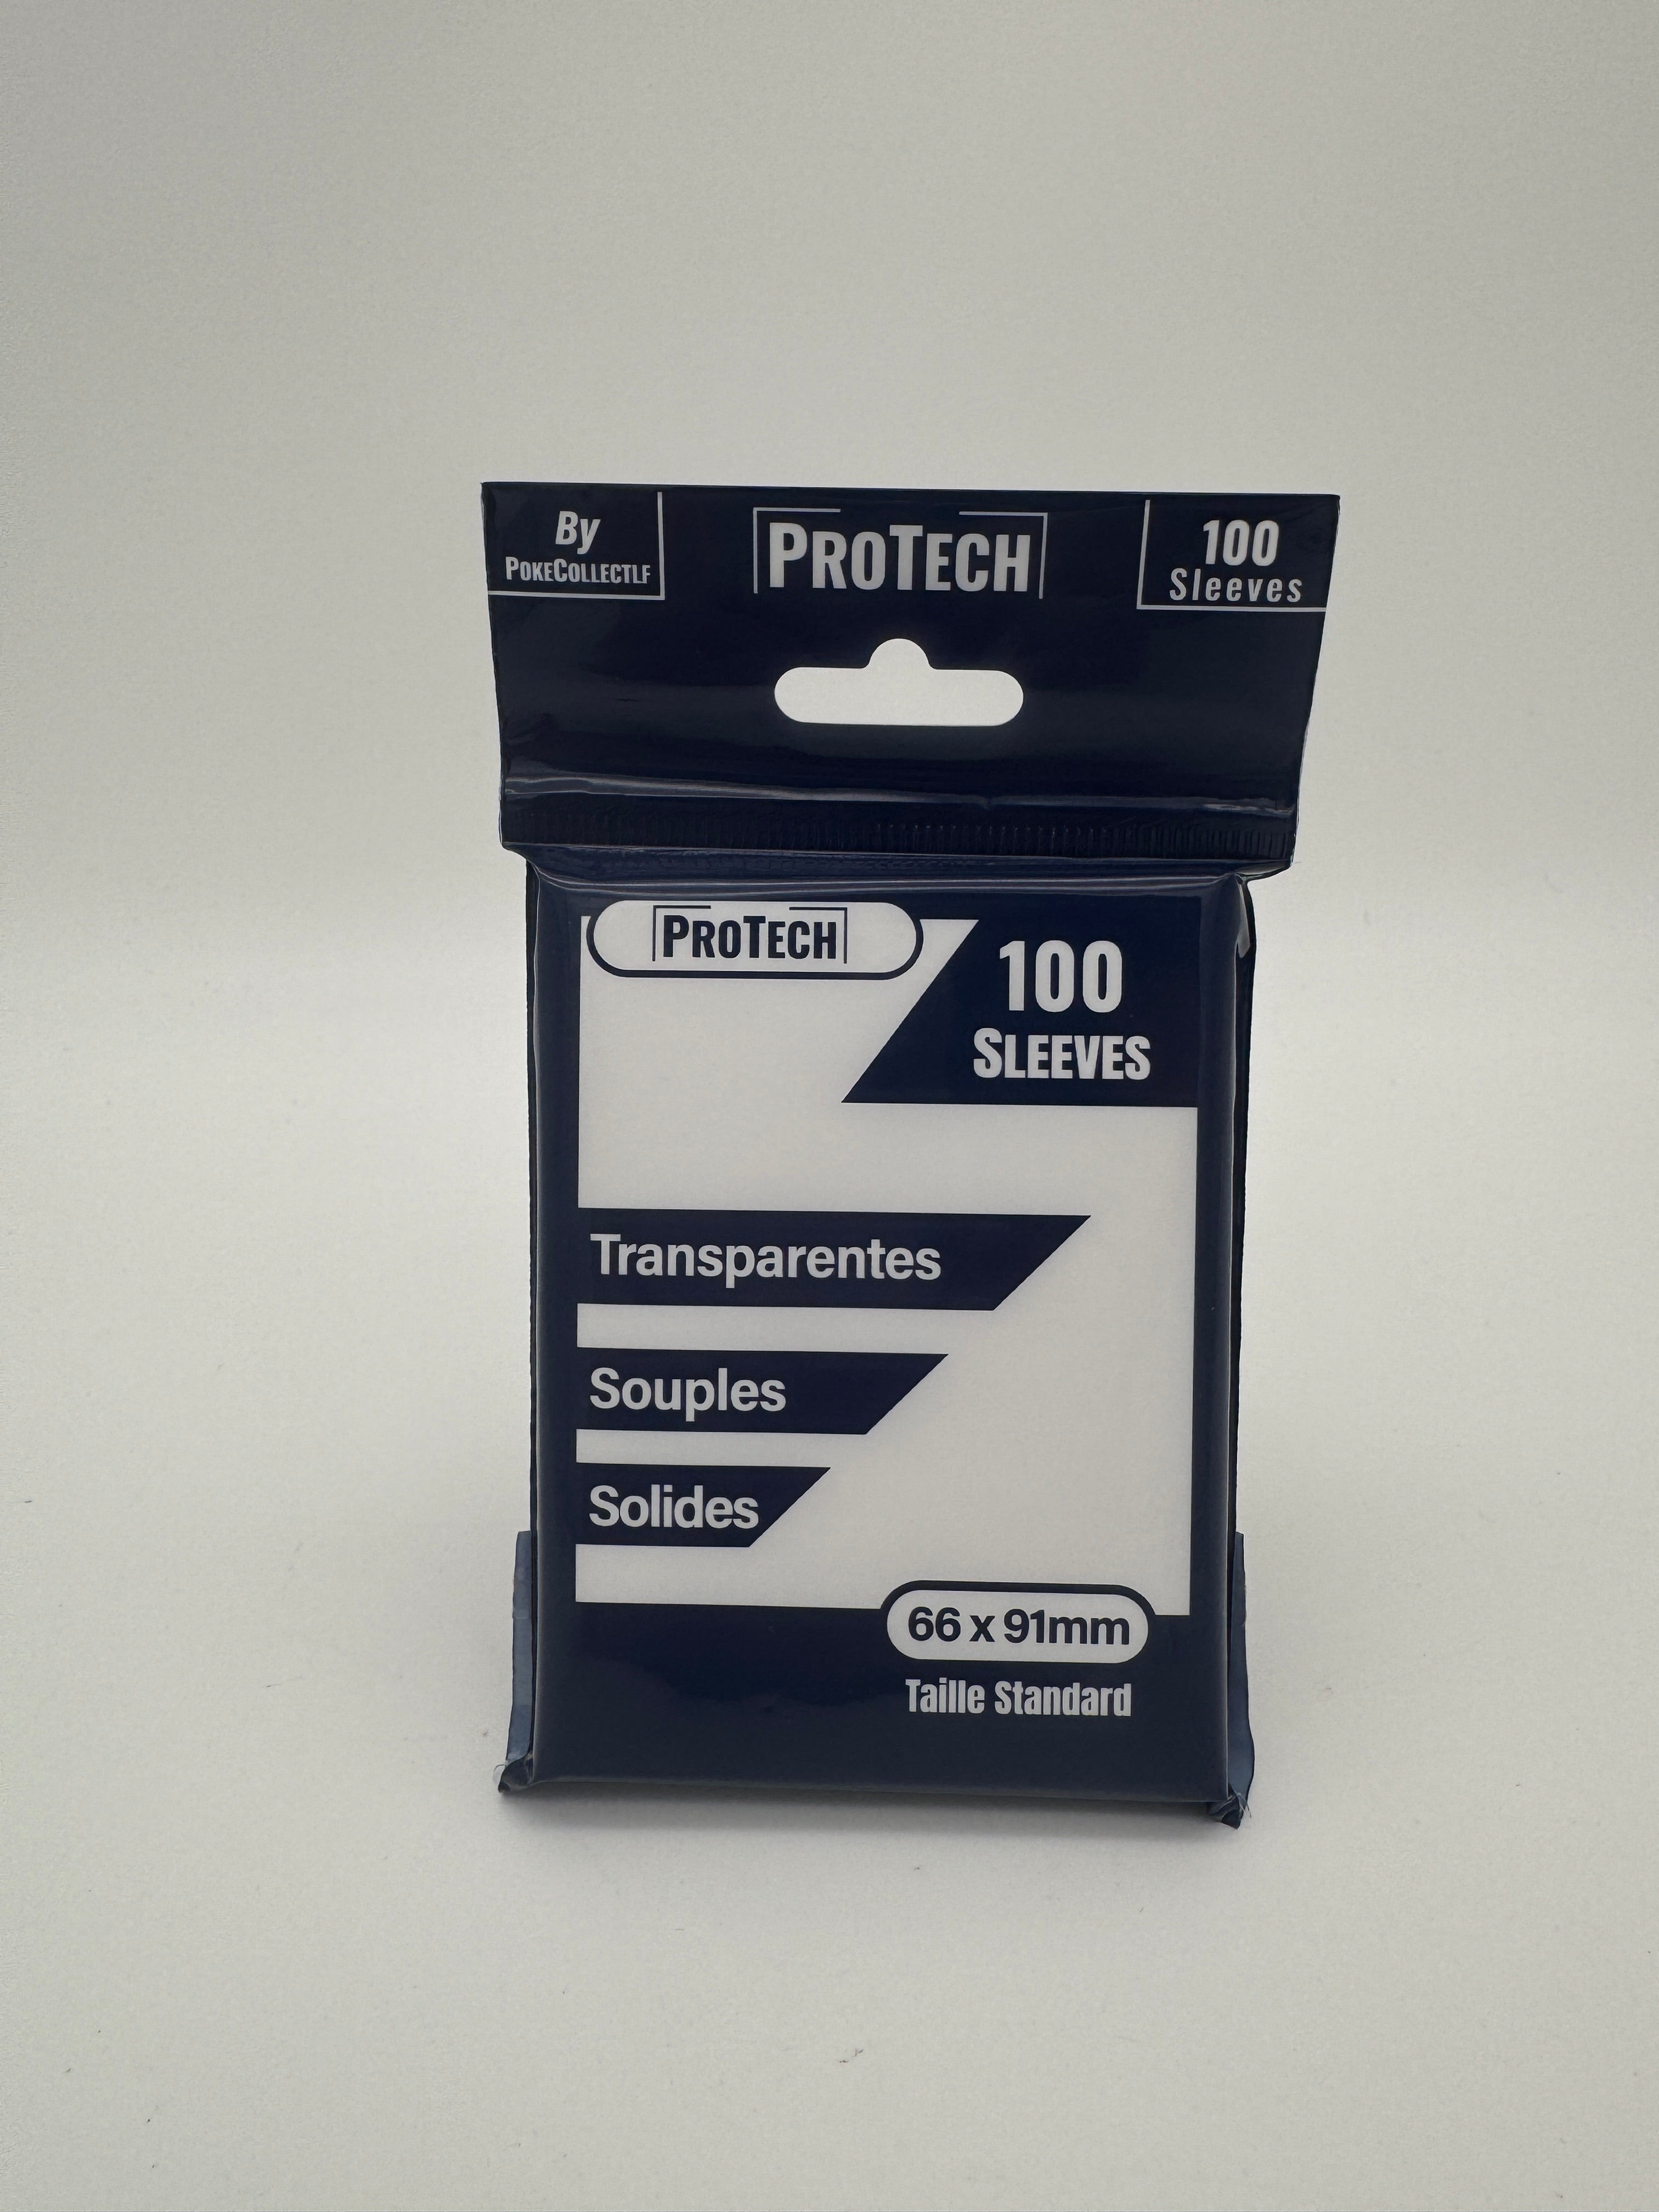 By
POKECOLLECTLF
PROTECH
100
Sleeves
PROTECH
100
SLEEVES
Transparentes
Souples
Solides
66 x 91mm
Taille Standard